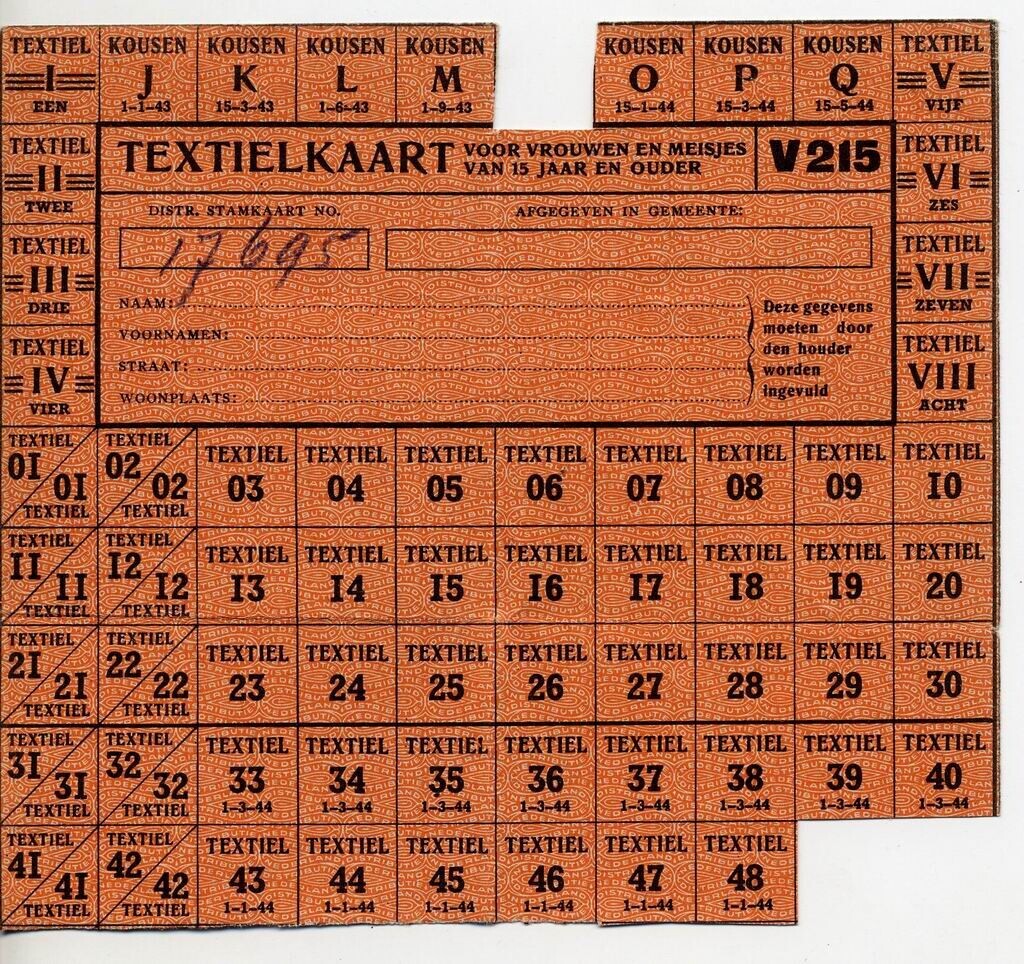 TEXTIEL KOUSEN KOUSEN KOUSEN KOUSEN KOUSEN KOUSEN KOUSEN TEXTIEL
I J K L M O P Q V
EEN 1-1-43 15-3-43 1-6-43 1-9-43 15-1-44 15-3-44 15-5-44 VIJF
TEXTIEL
II
TWEE
TEXTIEL
III
DRIE
TEXTIEL
IV
VIER
TEXTIELKAART VOOR VROUWEN EN MEISJES VAN 15 JAAR EN OUDER V215
DISTR. STAMKAART NO. AFGEGEVEN IN GEMEENTE:
17695
NAAM:
VOORNAMEN:
STRAAT:
WOONPLAATS:
Deze gegevens
moeten door
den houder
worden
ingevuld
TEXTIEL
VI
ZES
TEXTIEL
VII
ZEVEN
TEXTIEL
VIII
ACHT
TEXTIEL TEXTIEL TEXTIEL TEXTIEL TEXTIEL TEXTIEL TEXTIEL TEXTIEL TEXTIEL TEXTIEL
01 01 02 02 03 04 05 06 07 08 09 10
TEXTIEL TEXTIEL
TEXTIEL TEXTIEL TEXTIEL TEXTIEL TEXTIEL TEXTIEL TEXTIEL TEXTIEL TEXTIEL TEXTIEL
11 11 12 12 13 14 15 16 17 18 19 20
TEXTIEL TEXTIEL
TEXTIEL TEXTIEL TEXTIEL TEXTIEL TEXTIEL TEXTIEL TEXTIEL TEXTIEL TEXTIEL TEXTIEL
21 21 22 22 23 24 25 26 27 28 29 30
TEXTIEL TEXTIEL
TEXTIEL TEXTIEL TEXTIEL TEXTIEL TEXTIEL TEXTIEL TEXTIEL TEXTIEL TEXTIEL TEXTIEL
31 31 32 32 33 34 35 36 37 38 39 40
TEXTIEL TEXTIEL 1-3-44 1-3-44 1-3-44 1-3-44 1-3-44 1-3-44 1-3-44 1-3-44
TEXTIEL TEXTIEL TEXTIEL TEXTIEL TEXTIEL TEXTIEL TEXTIEL TEXTIEL
41 41 42 42 43 44 45 46 47 48
TEXTIEL TEXTIEL 1-1-44 1-1-44 1-1-44 1-1-44 1-1-44 1-1-44